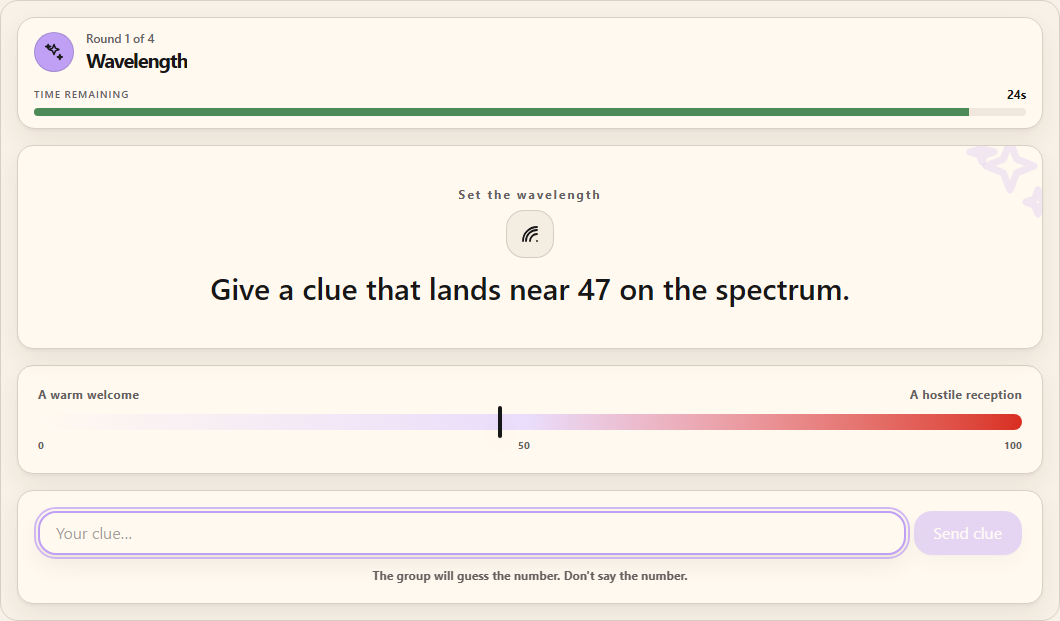 Round 1 of 4
Wavelength
TIME REMAINING
24s
Set the wavelength
Give a clue that lands near 47 on the spectrum.
A warm welcome
A hostile reception
0
50
100
Your clue...
Send clue
The group will guess the number. Don't say the number.